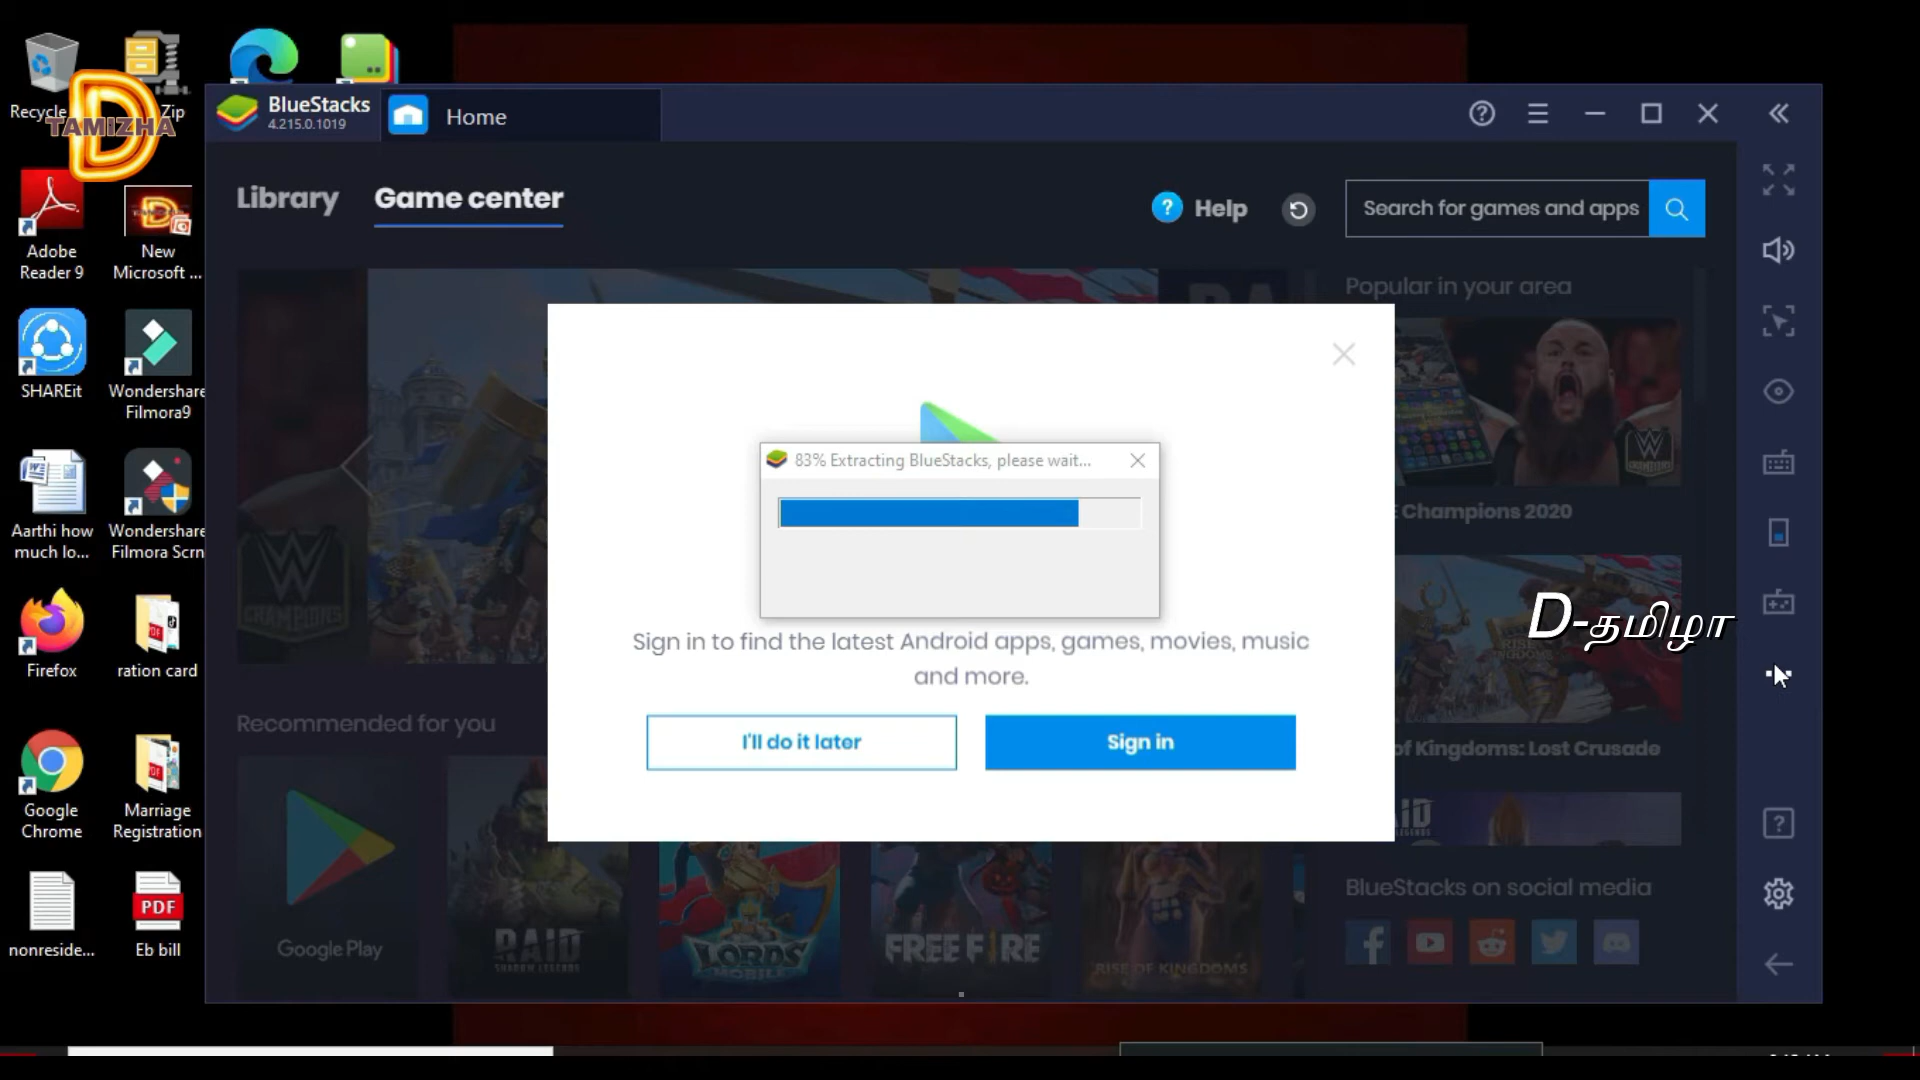 Recycle
Zip
TAMIZHA
D
BlueStacks
4.215.0.1019
Home
Library
Game center
Help
Search for games and apps
Adobe
Reader 9
New
Microsoft ...
SHAREit
Wondershare
Filmora9
Aarthi how
much lo...
Wondershare
Filmora Scrn
Firefox
ration card
Google
Chrome
Marriage
Registration
nonreside...
PDF
Eb bill
Popular in your area
Champions 2020
of Kingdoms: Lost Crusade
D-தமிழா
83% Extracting BlueStacks, please wait...
Sign in to find the latest Android apps, games, movies, music
and more.
I'll do it later
Sign in
CHAMPIONS
Recommended for you
Google Play
RAID
SHADOW LEGENDS
LORDS
MOBILE
FREE FIRE
RISE OF KINGDOMS
BlueStacks on social media